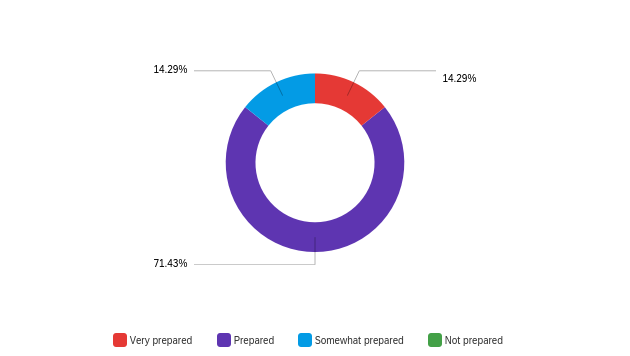 14.29%
14.29%
71.43%
Very prepared
Prepared
Somewhat prepared
Not prepared